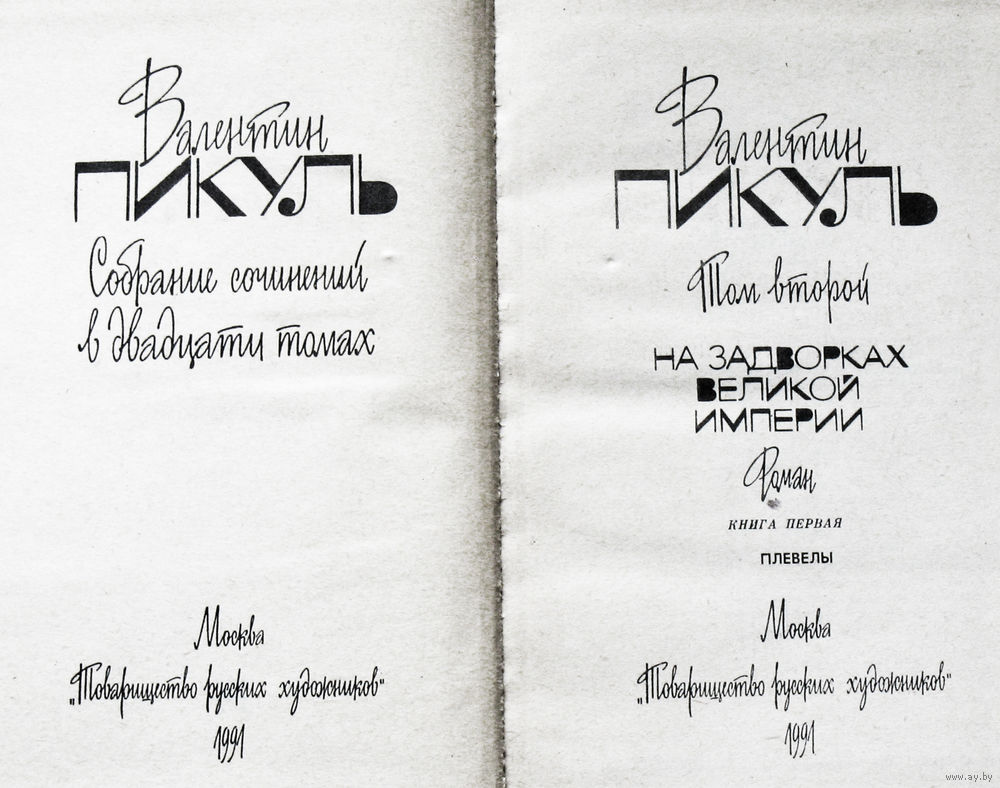 Валентин
ПИКУЛЬ
Собрание сочинений
в двадцати томах
Москва
„Товарищество русских художников“
1991
Валентин
ПИКУЛЬ
Том второй
НА ЗАДВОРКАХ
ВЕЛИКОЙ
ИМПЕРИИ
Роман
КНИГА ПЕРВАЯ
ПЛЕВЕЛЫ
Москва
„Товарищество русских художников“
1991
www.ay.by